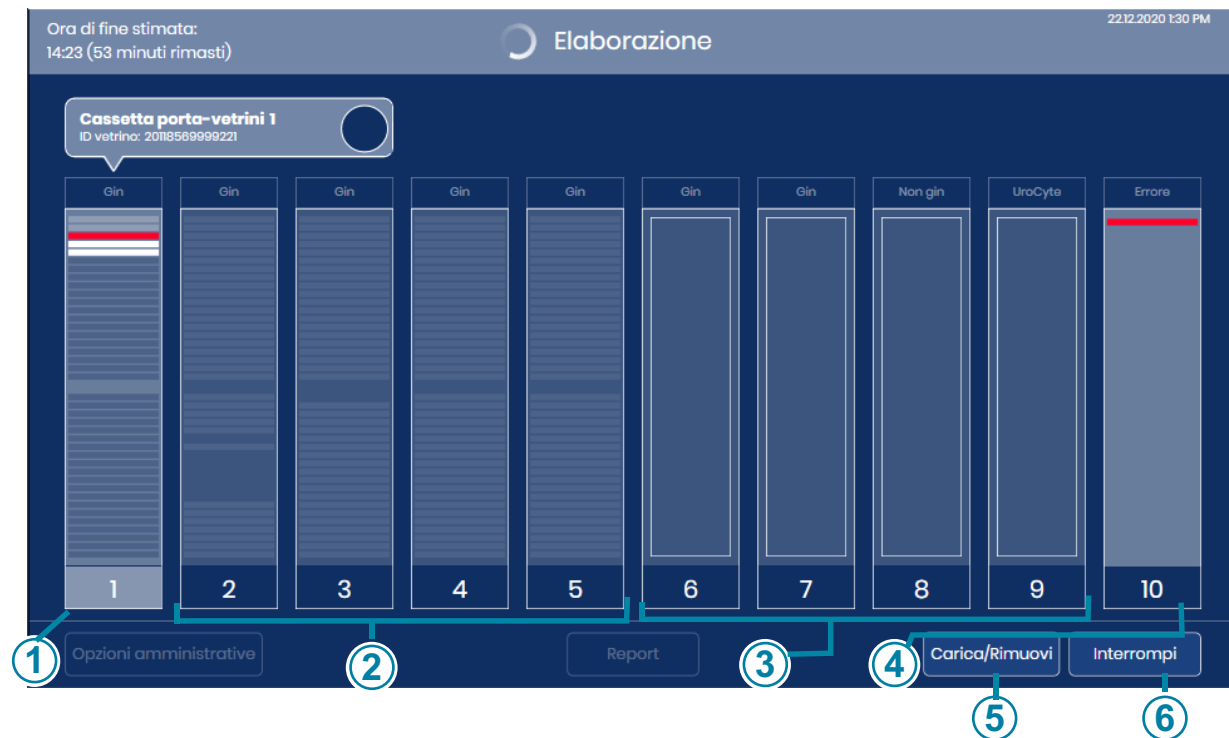 Ora di fine stimata:
14:23 (53 minuti rimasti)
Elaborazione
22.12.2020 1:30 PM
Cassetta porta-vetrini 1
ID vetrino: 20118569999221
Gin Gin Gin Gin Gin Gin Gin Non gin UroCyte Errore
1 2 3 4 5 6 7 8 9 10
Opzioni amministrative Report Carica/Rimuovi Interrompi
1 2 3 4
5 6